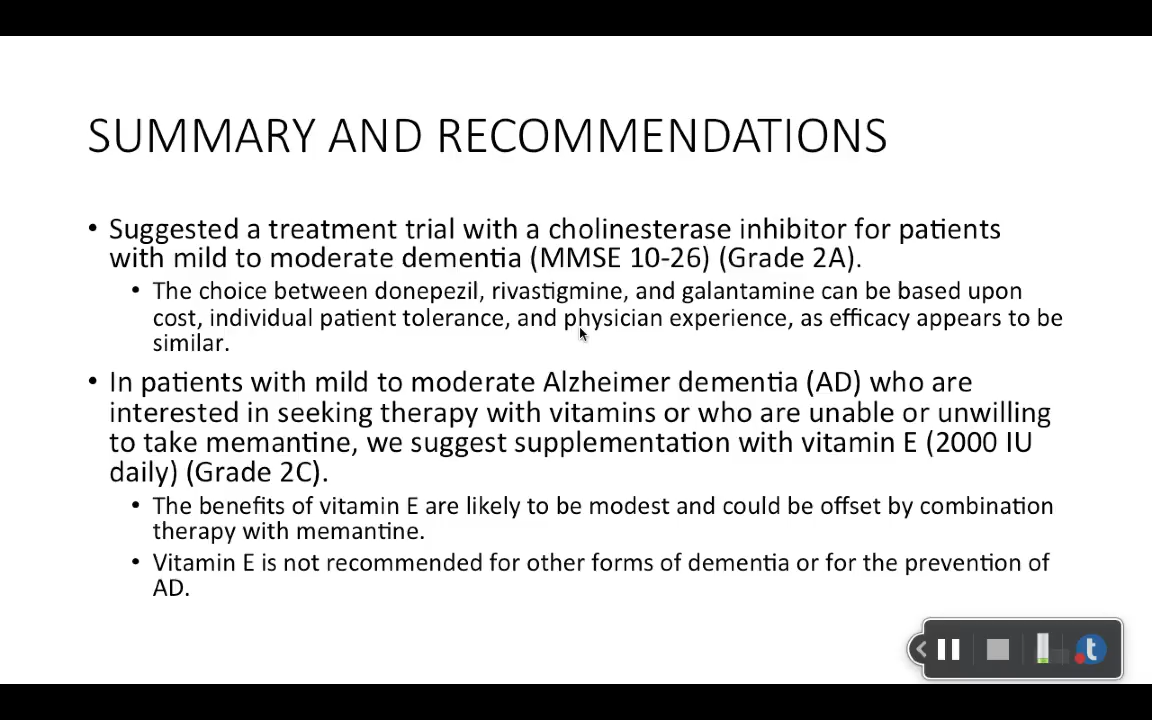 SUMMARY AND RECOMMENDATIONS
• Suggested a treatment trial with a cholinesterase inhibitor for patients
with mild to moderate dementia (MMSE 10-26) (Grade 2A).
• The choice between donepezil, rivastigmine, and galantamine can be based upon
cost, individual patient tolerance, and physician experience, as efficacy appears to be
similar.
• In patients with mild to moderate Alzheimer dementia (AD) who are
interested in seeking therapy with vitamins or who are unable or unwilling
to take memantine, we suggest supplementation with vitamin E (2000 IU
daily) (Grade 2C).
• The benefits of vitamin E are likely to be modest and could be offset by combination
therapy with memantine.
• Vitamin E is not recommended for other forms of dementia or for the prevention of
AD.
t